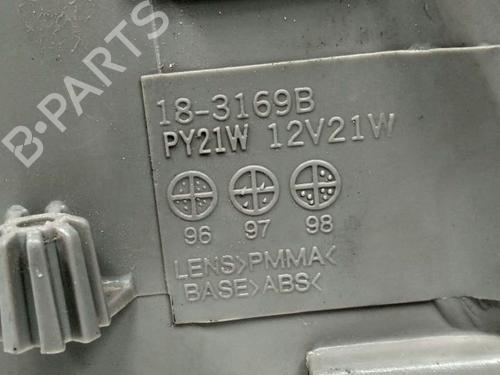 B-PARTS
18-3169B
PY21W 12V21W
96 97 98
LENS>PMMA<
BASE>ABS<